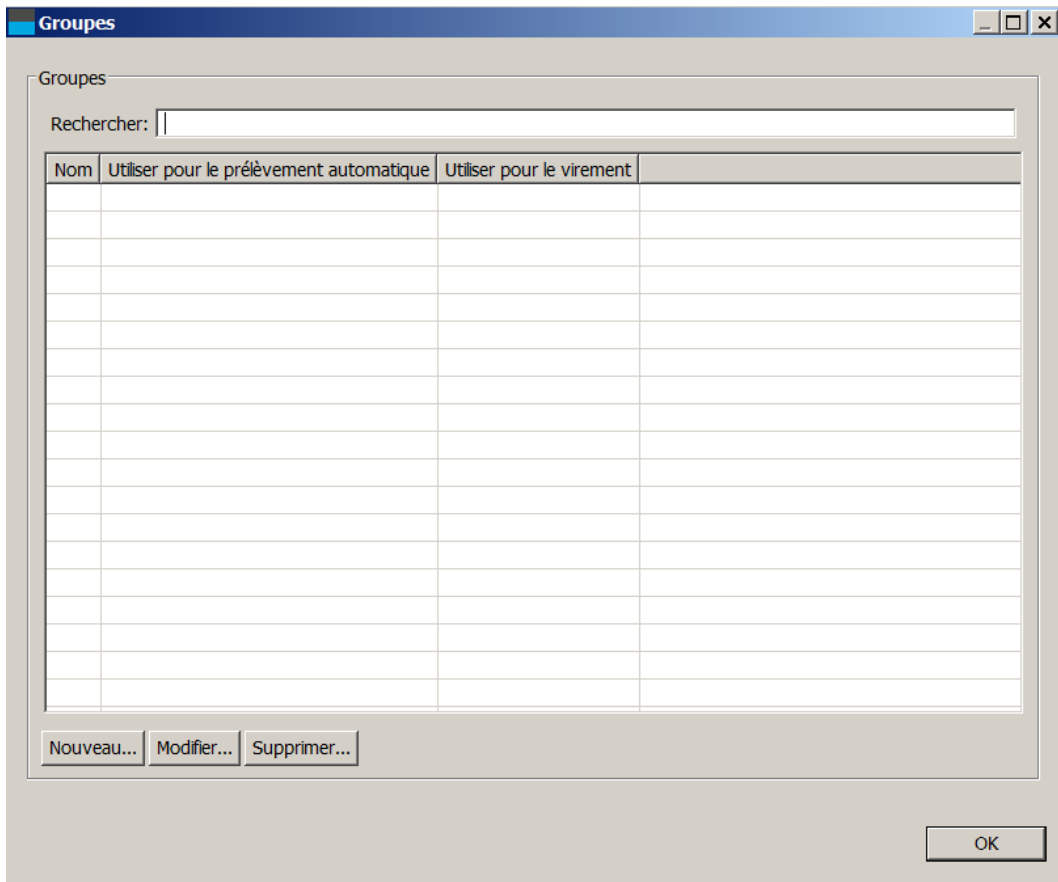 Groupes
Groupes
Rechercher:
Nom Utiliser pour le prélèvement automatique Utiliser pour le virement
Nouveau... Modifier... Supprimer...
OK